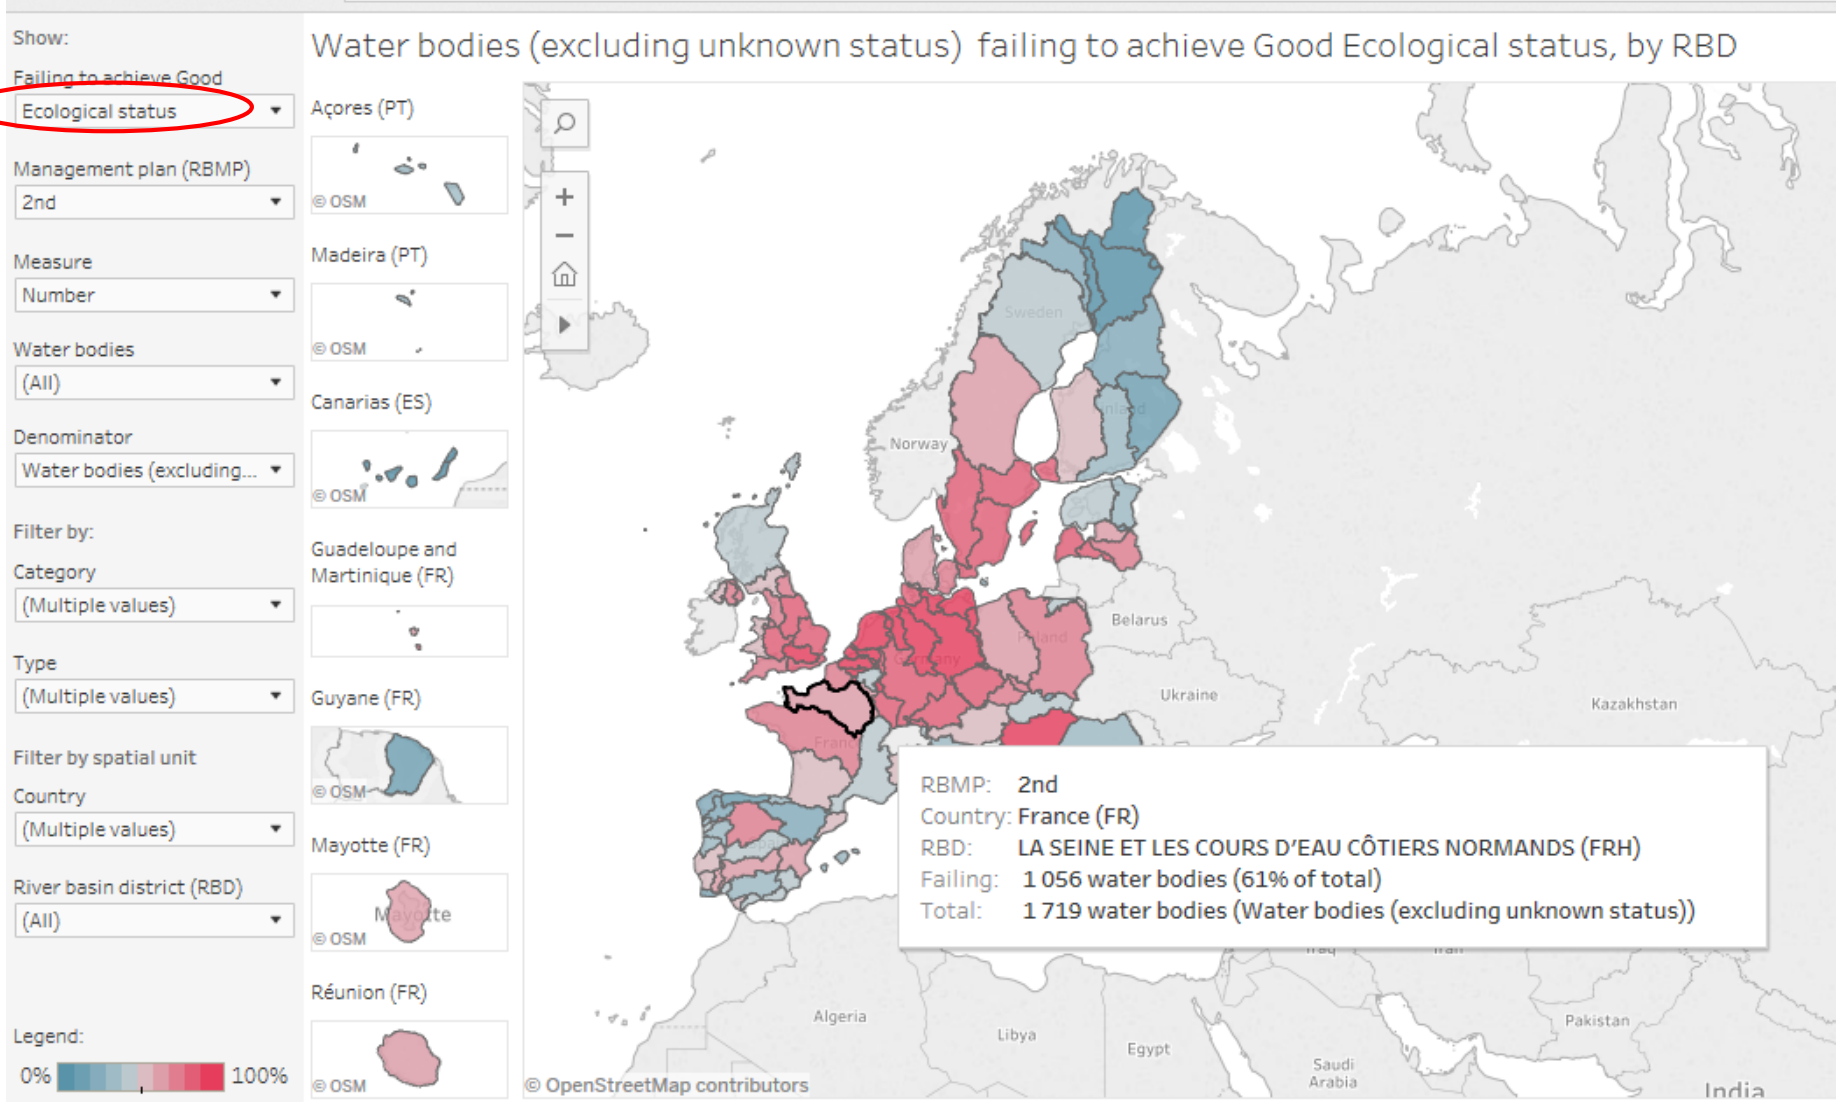 Show:
Failing to achieve Good
Ecological status
Management plan (RBMP)
2nd
Measure
Number
Water bodies
(All)
Denominator
Water bodies (excluding...
Filter by:
Category
(Multiple values)
Type
(Multiple values)
Filter by spatial unit
Country
(Multiple values)
River basin district (RBD)
(All)
Legend:
0% 100%
Water bodies (excluding unknown status) failing to achieve Good Ecological status, by RBD
Açores (PT)
© OSM
Madeira (PT)
© OSM
Canarias (ES)
© OSM
Guadeloupe and
Martinique (FR)
Guyane (FR)
© OSM
Mayotte (FR)
Mayotte
© OSM
Réunion (FR)
© OSM
Sweden
Norway
Belarus
Poland
Germany
Ukraine
Kazakhstan
France
RBMP: 2nd
Country: France (FR)
RBD: LA SEINE ET LES COURS D'EAU CÔTIERS NORMANDS (FRH)
Failing: 1 056 water bodies (61% of total)
Total: 1 719 water bodies (Water bodies (excluding unknown status))
Algeria
Libya
Egypt
Saudi
Arabia
Pakistan
India
© OpenStreetMap contributors